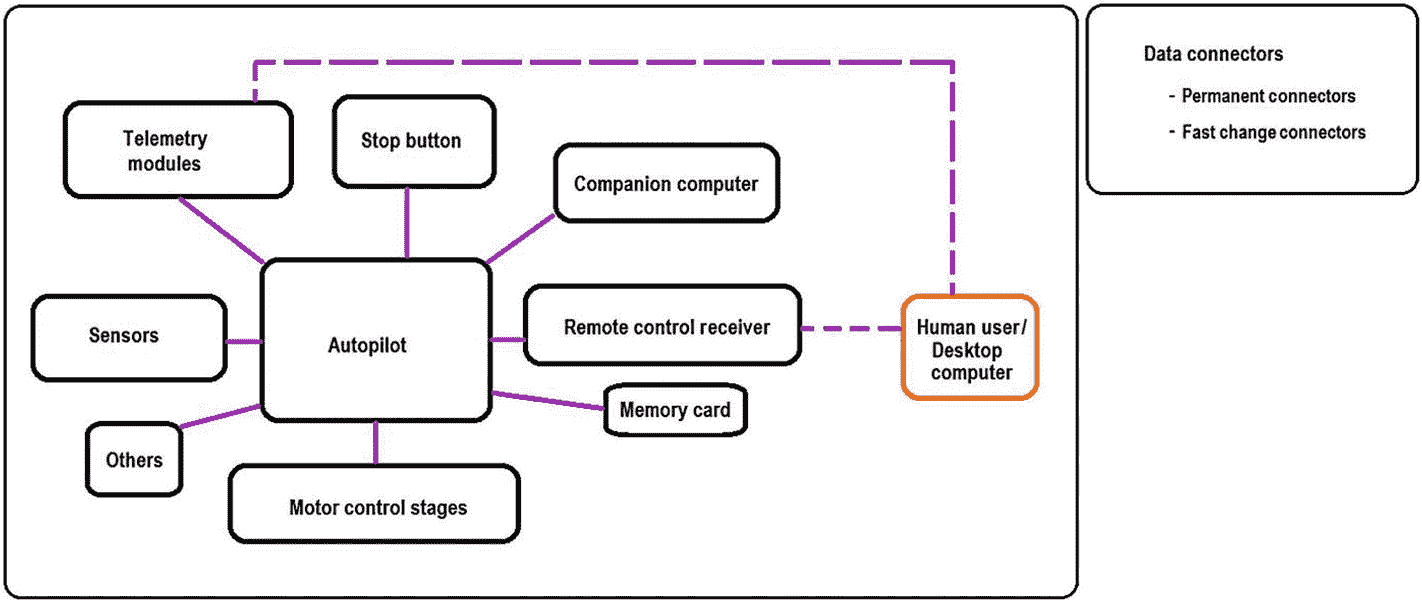 Telemetry
modules
Stop button
Companion computer
Sensors
Autopilot
Remote control receiver
Human user/
Desktop
computer
Memory card
Others
Motor control stages
Data connectors
- Permanent connectors
- Fast change connectors